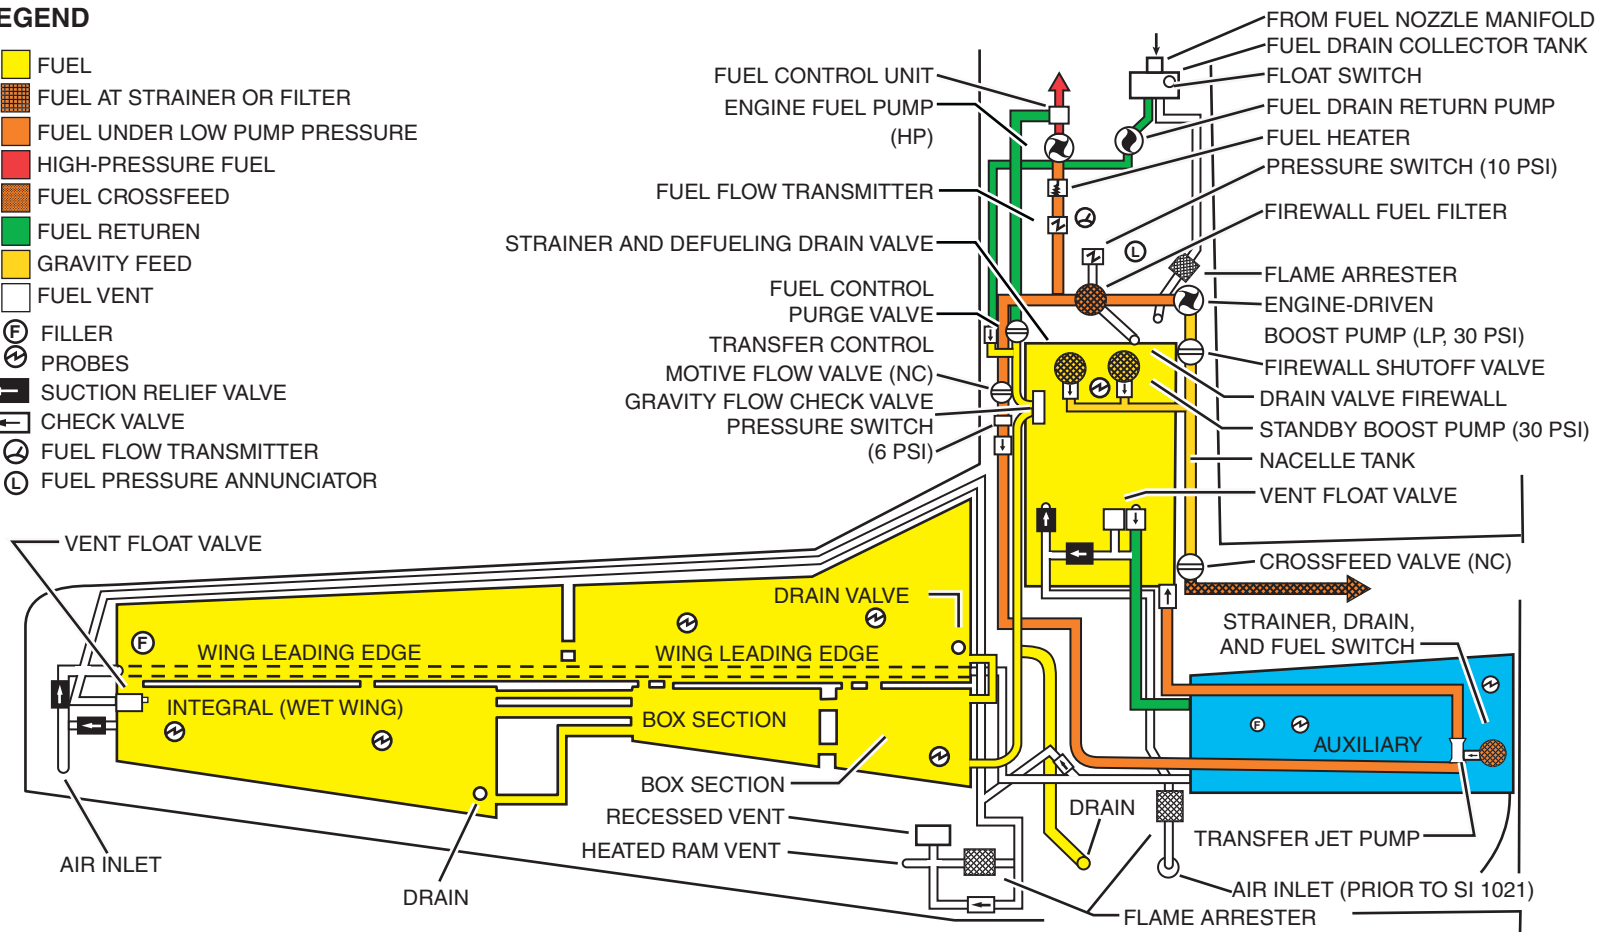 EGEND
FUEL
FUEL AT STRAINER OR FILTER
FUEL UNDER LOW PUMP PRESSURE
HIGH-PRESSURE FUEL
FUEL CROSSFEED
FUEL RETUREN
GRAVITY FEED
FUEL VENT
F FILLER
PROBES
SUCTION RELIEF VALVE
CHECK VALVE
FUEL FLOW TRANSMITTER
L FUEL PRESSURE ANNUNCIATOR
FUEL CONTROL UNIT
ENGINE FUEL PUMP
(HP)
FUEL FLOW TRANSMITTER
STRAINER AND DEFUELING DRAIN VALVE
FUEL CONTROL
PURGE VALVE
TRANSFER CONTROL
MOTIVE FLOW VALVE (NC)
GRAVITY FLOW CHECK VALVE
PRESSURE SWITCH
(6 PSI)
FROM FUEL NOZZLE MANIFOLD
FUEL DRAIN COLLECTOR TANK
FLOAT SWITCH
FUEL DRAIN RETURN PUMP
FUEL HEATER
PRESSURE SWITCH (10 PSI)
FIREWALL FUEL FILTER
L
FLAME ARRESTER
ENGINE-DRIVEN
BOOST PUMP (LP, 30 PSI)
FIREWALL SHUTOFF VALVE
DRAIN VALVE FIREWALL
STANDBY BOOST PUMP (30 PSI)
NACELLE TANK
VENT FLOAT VALVE
CROSSFEED VALVE (NC)
STRAINER, DRAIN,
AND FUEL SWITCH
VENT FLOAT VALVE
DRAIN VALVE
F
WING LEADING EDGE
WING LEADING EDGE
INTEGRAL (WET WING)
BOX SECTION
F
AUXILIARY
BOX SECTION
RECESSED VENT
HEATED RAM VENT
DRAIN
TRANSFER JET PUMP
AIR INLET
DRAIN
AIR INLET (PRIOR TO SI 1021)
FLAME ARRESTER